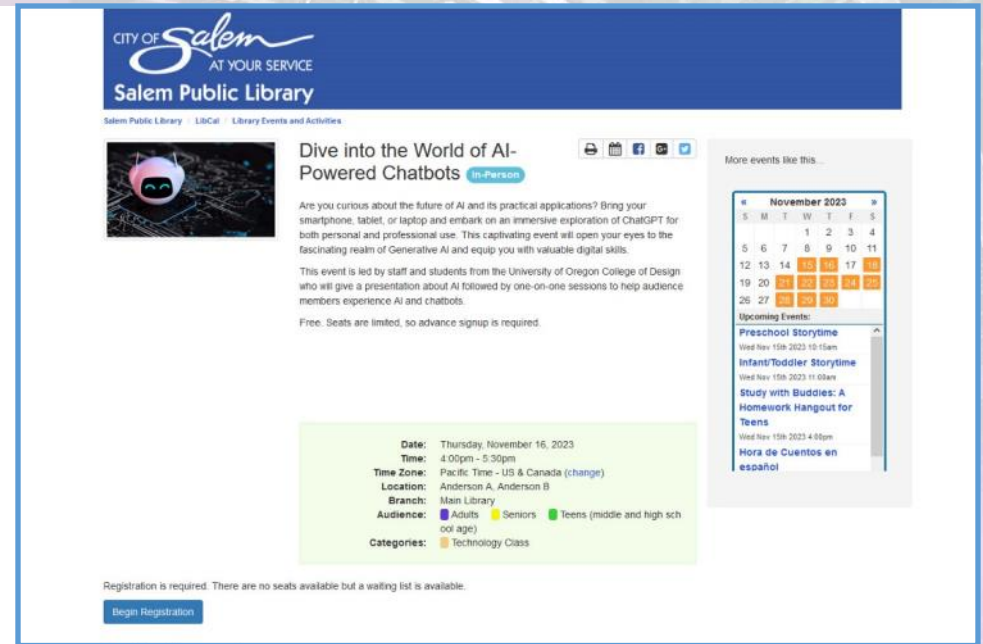 CITY OF Salem
AT YOUR SERVICE
Salem Public Library
Salem Public Library / LibCal / Library Events and Activities
Dive into the World of AI-
Powered Chatbots In-Person
Are you curious about the future of AI and its practical applications? Bring your
smartphone, tablet, or laptop and embark on an immersive exploration of ChatGPT for
both personal and professional use. This captivating event will open your eyes to the
fascinating realm of Generative AI and equip you with valuable digital skills.
This event is led by staff and students from the University of Oregon College of Design
who will give a presentation about AI followed by one-on-one sessions to help audience
members experience AI and chatbots.
Free. Seats are limited, so advance signup is required.
Date: Thursday, November 16, 2023
Time: 4:00pm - 5:30pm
Time Zone: Pacific Time - US & Canada (change)
Location: Anderson A, Anderson B
Branch: Main Library
Audience: Adults Seniors Teens (middle and high sch
ool age)
Categories: Technology Class
Registration is required. There are no seats available but a waiting list is available.
Begin Registration
More events like this...
« November 2023 »
S M T W T F S
1 2 3 4
5 6 7 8 9 10 11
12 13 14 15 16 17 18
19 20 21 22 23 24 25
26 27 28 29 30
Upcoming Events:
Preschool Storytime
Wed Nov 15th 2023 10:15am
Infant/Toddler Storytime
Wed Nov 15th 2023 11:00am
Study with Buddies: A
Homework Hangout for
Teens
Wed Nov 15th 2023 4:00pm
Hora de Cuentos en
español